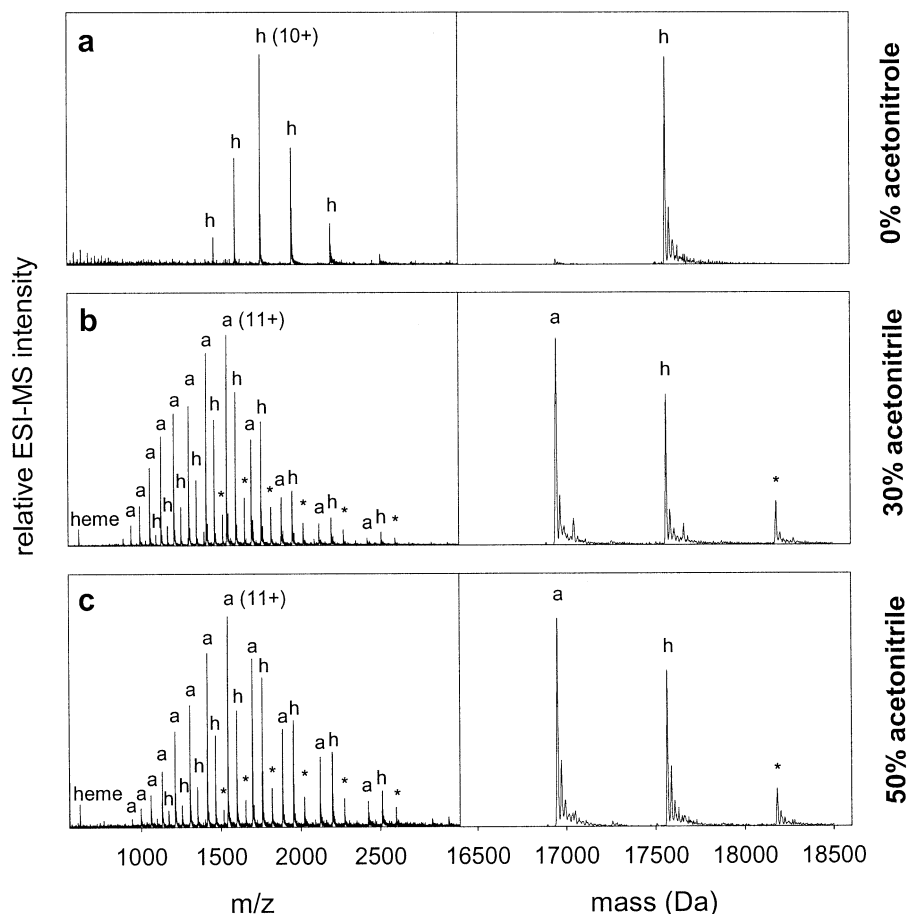 a
h (10+)
h
h
h
h
h
0% acetonitrole
relative ESI-MS intensity
b
a (11+)
a
a
a
a
a
a
a
h
h
h
h
h
h
h
a
h
a
h
a
h
a
h
*
*
*
*
*
*
heme
a
h
*
30% acetonitrile
c
a (11+)
a
a
a
a
a
a
a
h
h
h
h
h
a
h
a
h
a
h
a
h
*
*
*
*
*
*
heme
a
h
*
50% acetonitrile
1000 1500 2000 2500 16500 17000 17500 18000 18500
m/z mass (Da)